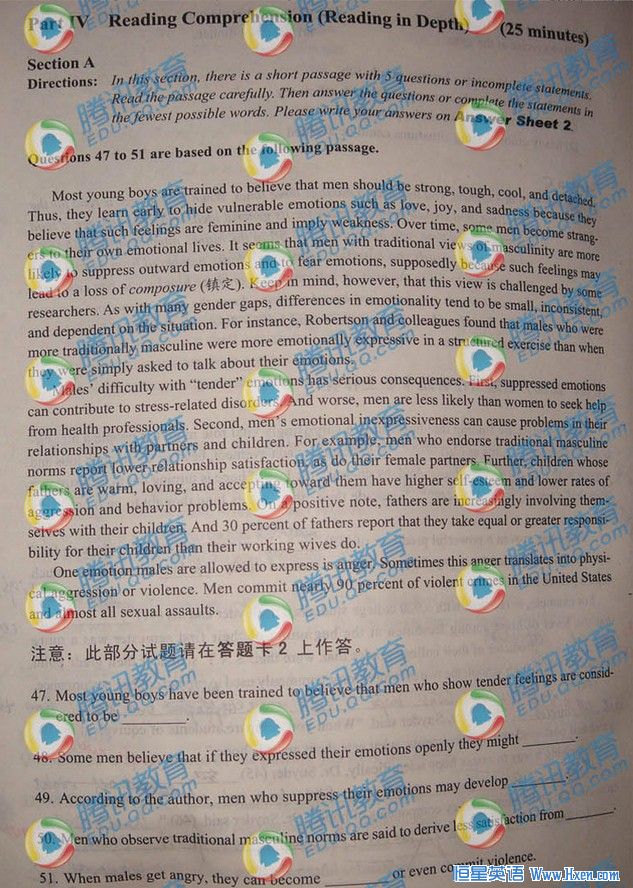 Part IV Reading Comprehension (Reading in Depth) (25 minutes)
Section A
Directions: In this section, there is a short passage with 5 questions or incomplete statements.
Read the passage carefully. Then answer the questions or complete the statements in
the fewest possible words. Please write your answers on Answer Sheet 2.
Questions 47 to 51 are based on the following passage.
Most young boys are trained to believe that men should be strong, tough, cool, and detached.
Thus, they learn early to hide vulnerable emotions such as love, joy, and sadness because they
believe that such feelings are feminine and imply weakness. Over time, some men become strang-
ers to their own emotional lives. It seems that men with traditional views of masculinity are more
likely to suppress outward emotions and to fear emotions, supposedly because such feelings may
lead to a loss of composure (镇定). Keep in mind, however, that this view is challenged by some
researchers. As with many gender gaps, differences in emotionality tend to be small, inconsistent,
and dependent on the situation. For instance, Robertson and colleagues found that males who were
more traditionally masculine were more emotionally expressive in a structured exercise than when
they were simply asked to talk about their emotions.
Males' difficulty with "tender" emotions has serious consequences. First, suppressed emotions
can contribute to stress-related disorders. And worse, men are less likely than women to seek help
from health professionals. Second, men's emotional inexpressiveness can cause problems in their
relationships with partners and children. For example, men who endorse traditional masculine
norms report lower relationship satisfaction, as do their female partners. Further, children whose
fathers are warm, loving, and accepting toward them have higher self-esteem and lower rates of
aggression and behavior problems. On a positive note, fathers are increasingly involving them-
selves with their children. And 30 percent of fathers report that they take equal or greater responsi-
bility for their children than their working wives do.
One emotion males are allowed to express is anger. Sometimes this anger translates into physi-
cal aggression or violence. Men commit nearly 90 percent of violent crimes in the United States
and almost all sexual assaults.
注意：此部分试题请在答题卡 2 上作答。
47. Most young boys have been trained to believe that men who show tender feelings are consid-
ered to be ________.
48. Some men believe that if they expressed their emotions openly they might ________.
49. According to the author, men who suppress their emotions may develop ________.
50. Men who observe traditional masculine norms are said to derive less satisfaction from ________.
51. When males get angry, they can become ________ or even commit violence.
腾讯教育
EDU.QQ.COM
恒星英语 Www.Hxen.com